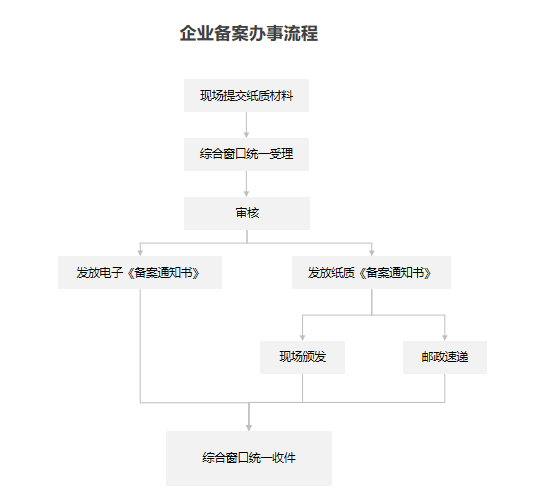 企业备案办事流程
现场提交纸质材料
综合窗口统一受理
审核
发放电子《备案通知书》
发放纸质《备案通知书》
现场颁发
邮政速递
综合窗口统一收件